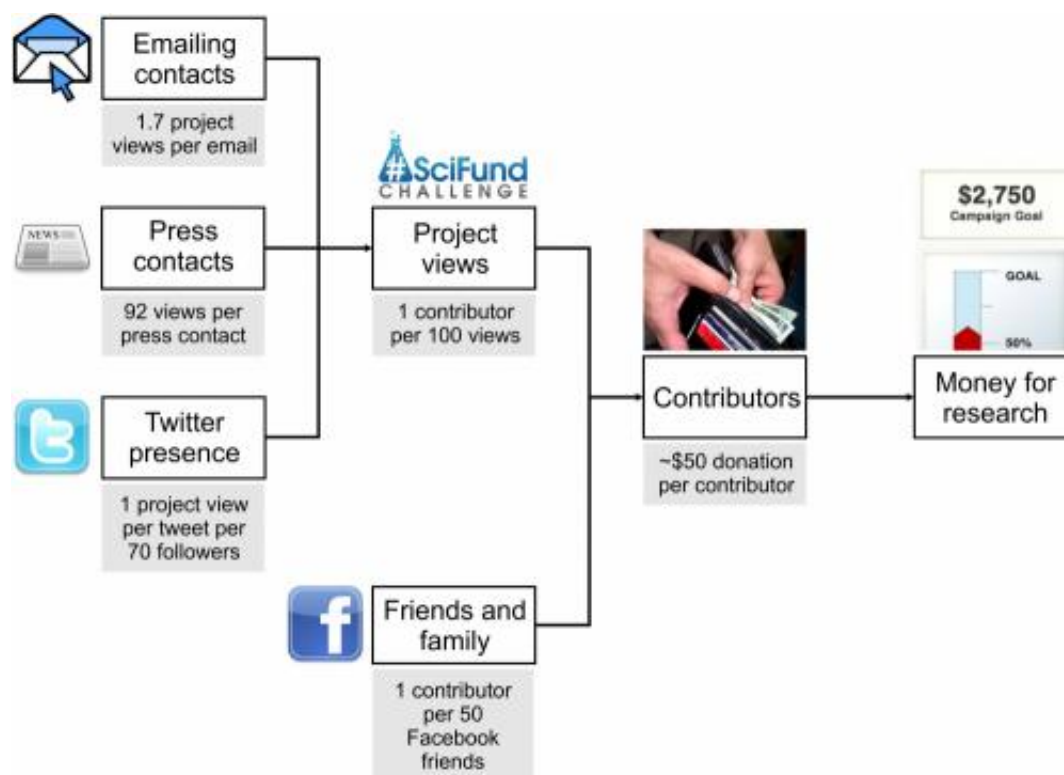 Emailing
contacts
1.7 project
views per email
NEWS
Press
contacts
92 views per
press contact
Twitter
presence
1 project view
per tweet per
70 followers
#SciFund
CHALLENGE
Project
views
1 contributor
per 100 views
Friends and
family
1 contributor
per 50
Facebook
friends
Contributors
~$50 donation
per contributor
$2,750
Campaign Goal
GOAL
50%
Money for
research